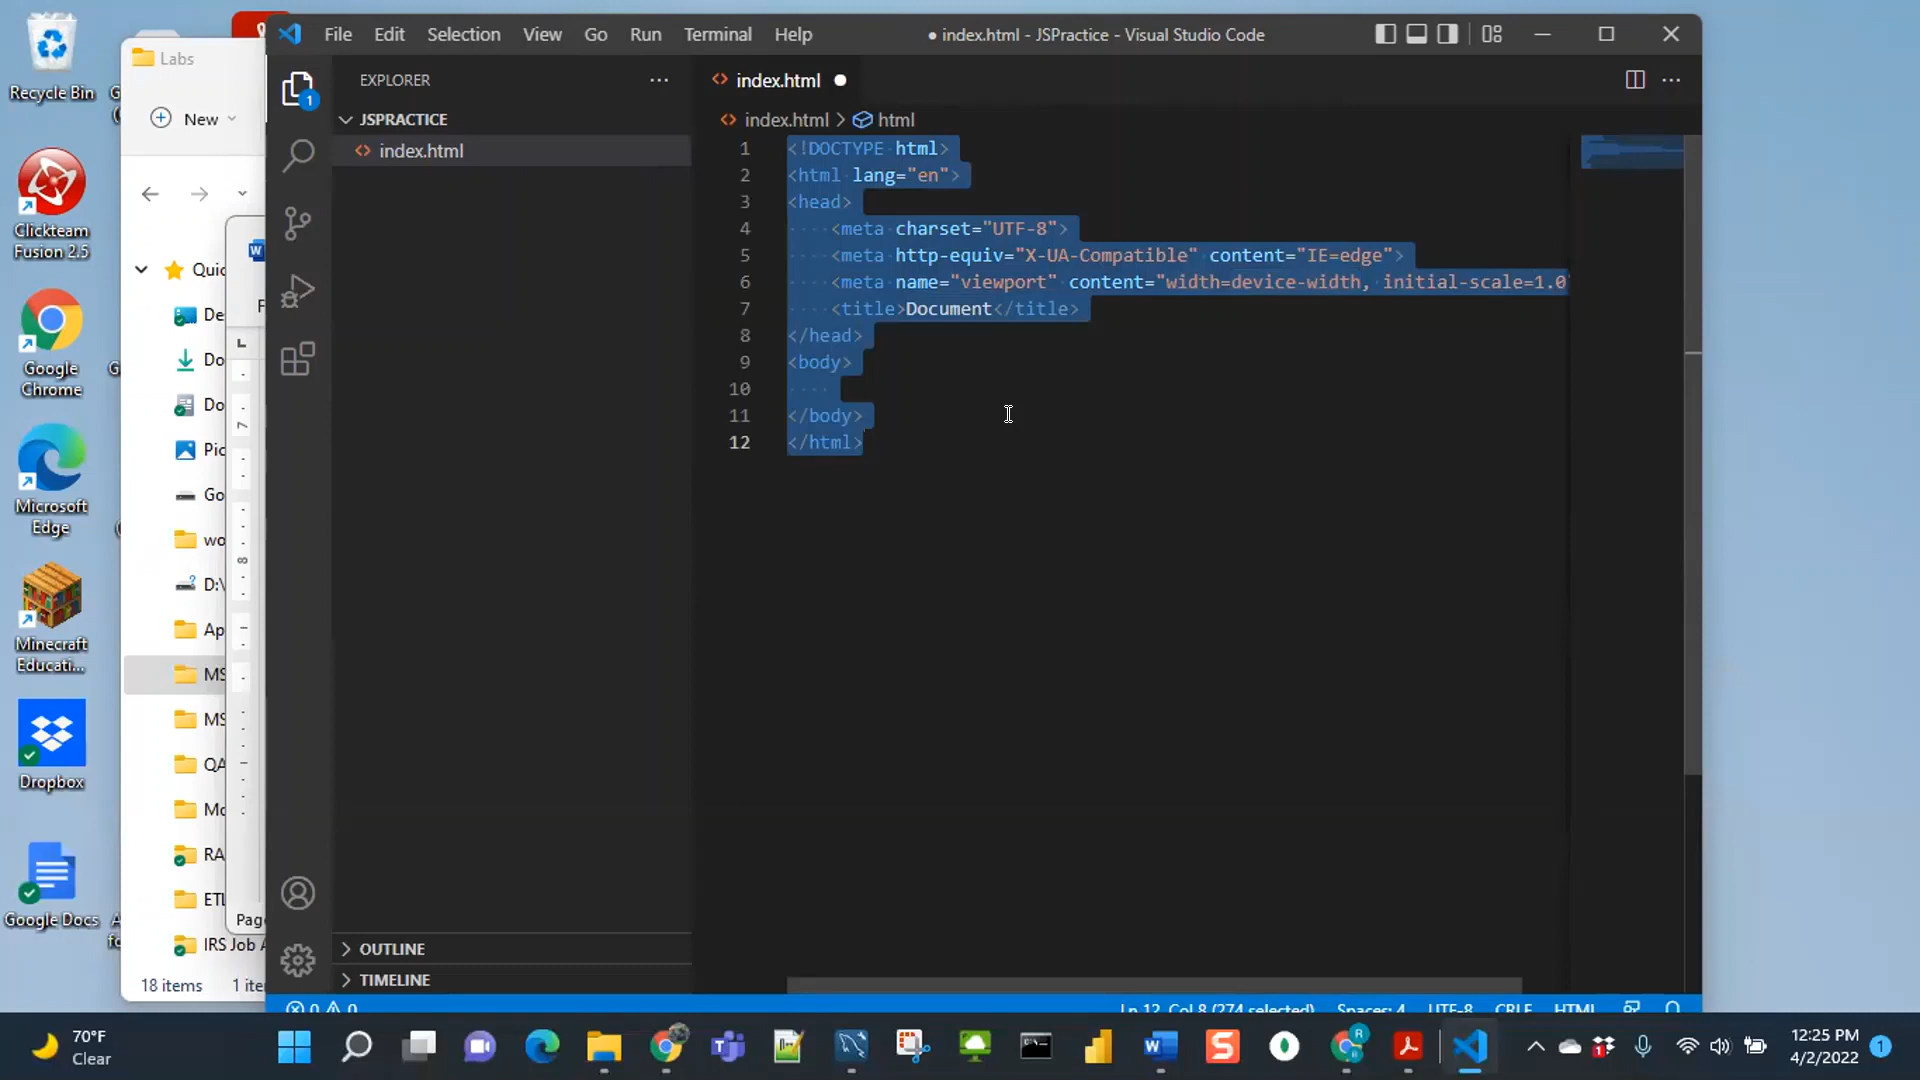 Recycle Bin
Clickteam
Fusion 2.5
Google
Chrome
Microsoft
Edge
Minecraft
Educati...
Dropbox
Google Docs
Labs
New
Quic
Des
Do
Do
Pic
Go
wo
D:\
Ap
MS
MS
QA
Mo
RA
ETL
IRS Job A
18 items
1 ite
Page
File Edit Selection View Go Run Terminal Help
● index.html - JSPractice - Visual Studio Code
EXPLORER
1
JSPRACTICE
<> index.html
OUTLINE
TIMELINE
<> index.html ●
<> index.html > html
1 <!DOCTYPE html>
2 <html lang="en">
3 <head>
4 <meta charset="UTF-8">
5 <meta http-equiv="X-UA-Compatible" content="IE=edge">
6 <meta name="viewport" content="width=device-width, initial-scale=1.0
7 <title>Document</title>
8 </head>
9 <body>
10
11 </body>
12 </html>
0 0
Ln 12, Col 8 (274 selected) Spaces: 4 UTF-8 CRLF HTML
70°F
Clear
12:25 PM
4/2/2022
1